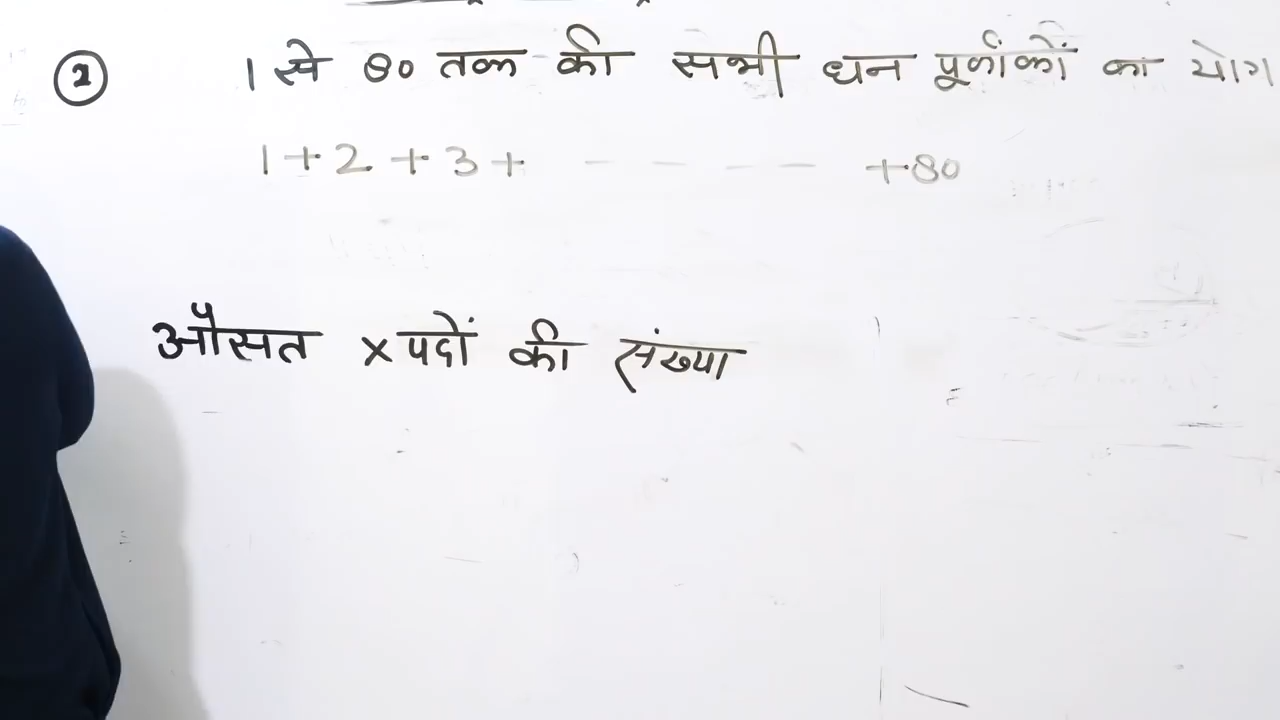 ② 1 से 80 तक की सभी धन पूर्णांकों का योग
1 + 2 + 3 + - - - - + 80
औसत × पदों की संख्या